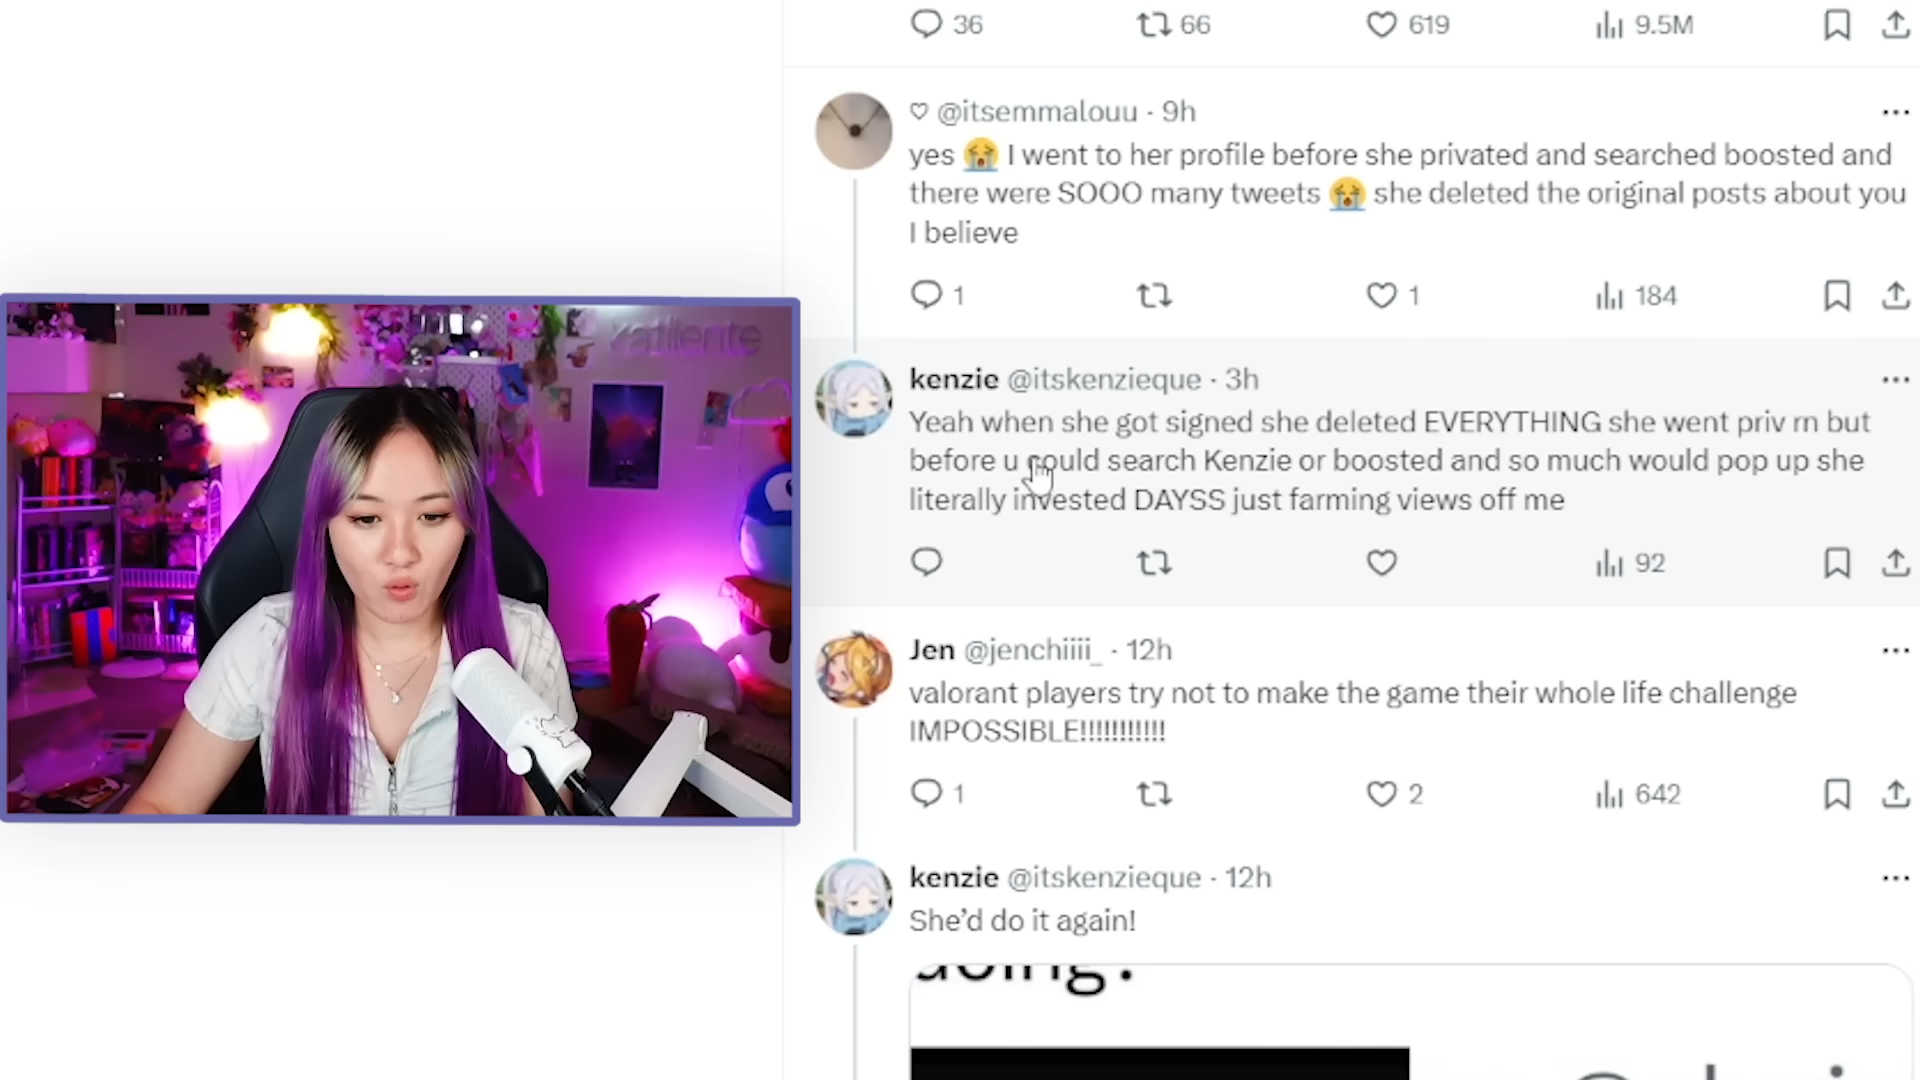 36 66 619 9.5M
♡ @itsemmalouu · 9h
yes 😭 I went to her profile before she privated and searched boosted and
there were SOOO many tweets 😭 she deleted the original posts about you
I believe
1 1 184
katliente
kenzie @itskenzieque · 3h
Yeah when she got signed she deleted EVERYTHING she went priv rn but
before u could search Kenzie or boosted and so much would pop up she
literally invested DAYSS just farming views off me
92
Jen @jenchiiii_ · 12h
valorant players try not to make the game their whole life challenge
IMPOSSIBLE!!!!!!!!!!!!
1 2 642
kenzie @itskenzieque · 12h
She’d do it again!
doing?